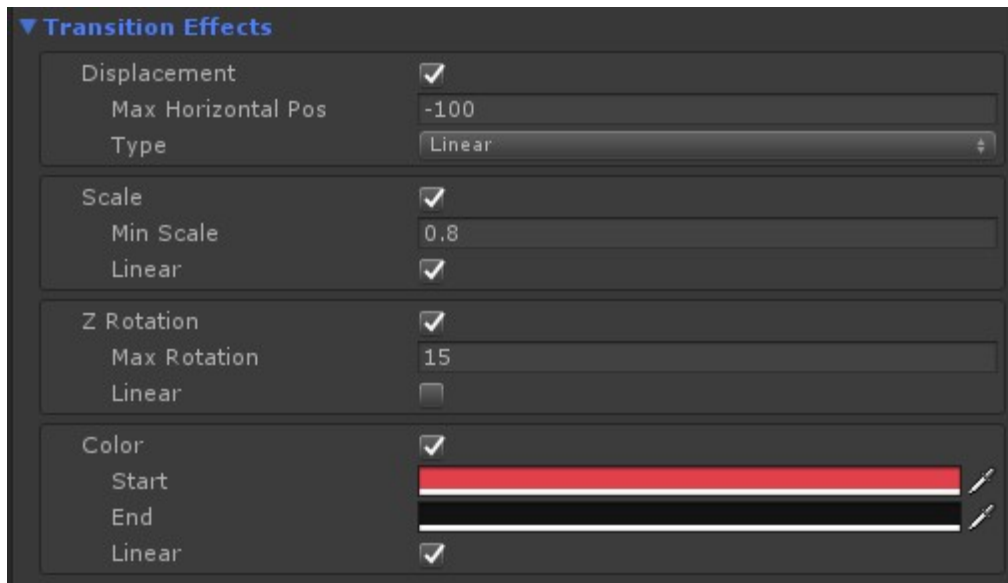 Transition Effects
Displacement
Max Horizontal Pos -100
Type Linear
Scale
Min Scale 0.8
Linear
Z Rotation
Max Rotation 15
Linear
Color
Start
End
Linear